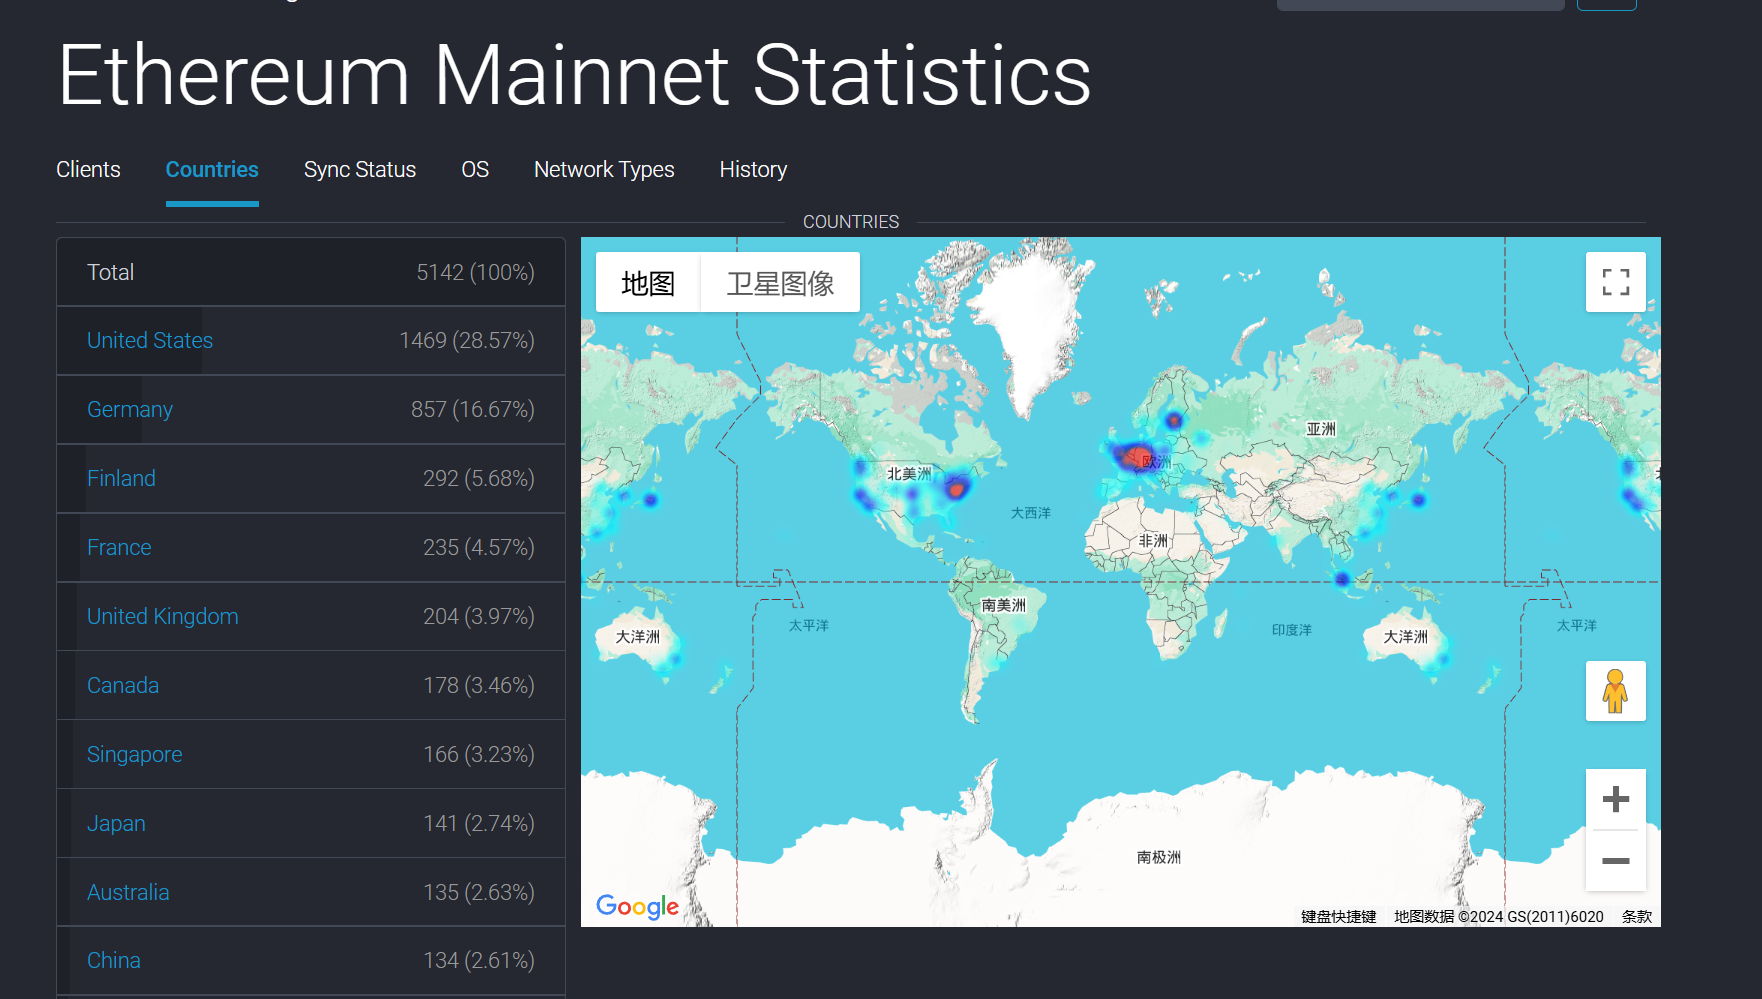 Ethereum Mainnet Statistics
Clients Countries Sync Status OS Network Types History
COUNTRIES
Total 5142 (100%)
United States 1469 (28.57%)
Germany 857 (16.67%)
Finland 292 (5.68%)
France 235 (4.57%)
United Kingdom 204 (3.97%)
Canada 178 (3.46%)
Singapore 166 (3.23%)
Japan 141 (2.74%)
Australia 135 (2.63%)
China 134 (2.61%)
地图 卫星图像
亚洲
欧洲
北美洲
大西洋
非洲
南美洲
太平洋
印度洋
大洋洲
大洋洲
太平洋
南极洲
Google
键盘快捷键 地图数据 ©2024 GS(2011)6020 条款